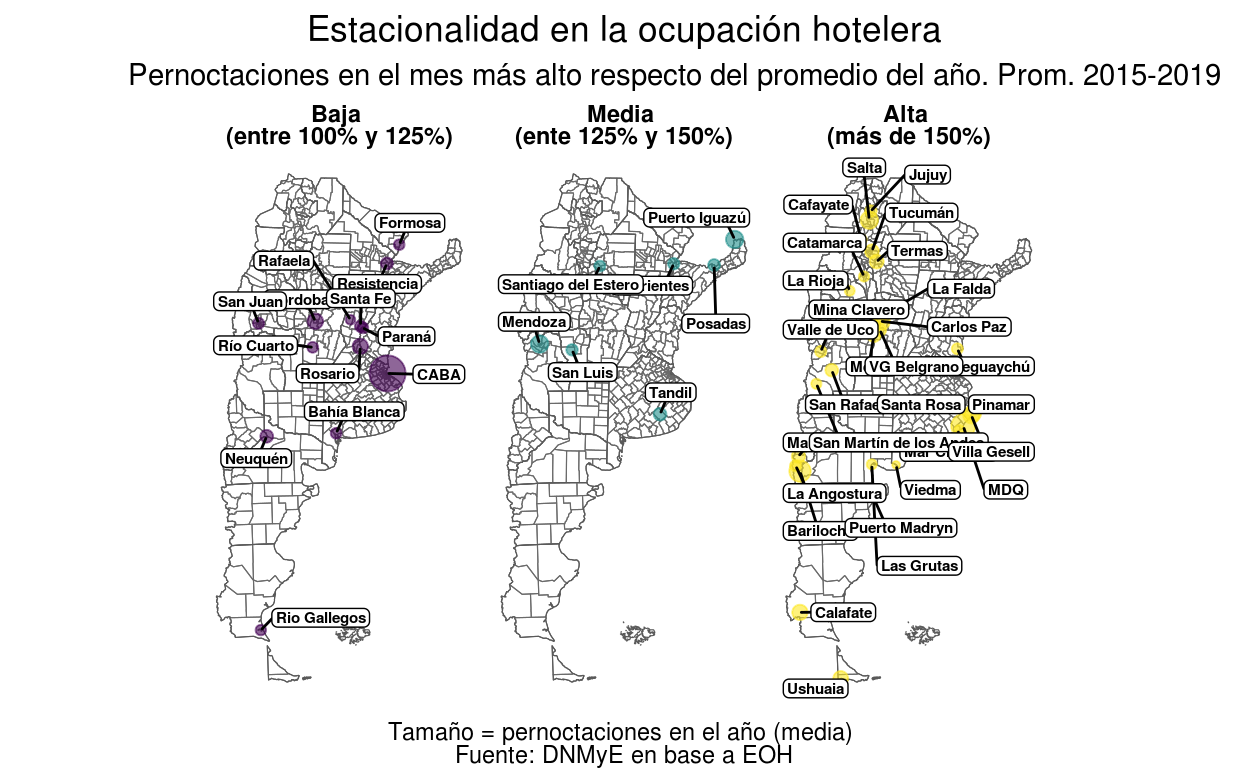 Estacionalidad en la ocupación hotelera
Pernoctaciones en el mes más alto respecto del promedio del año. Prom. 2015-2019
Baja
(entre 100% y 125%)
Formosa
Rafaela
Resistencia
San Juan
rdoba
Santa Fe
Paraná
Río Cuarto
Rosario
CABA
Bahía Blanca
Neuquén
Rio Gallegos
Media
(ente 125% y 150%)
Puerto Iguazú
Santiago del Estero
rientes
Posadas
Mendoza
San Luis
Tandil
Alta
(más de 150%)
Salta
Jujuy
Cafayate
Tucumán
Catamarca
Termas
La Rioja
La Falda
Mina Clavero
Valle de Uco
Carlos Paz
VG Belgrano
eguaychú
San Rafae
Santa Rosa
Pinamar
Ma
San Martín de los Andes
Villa Gesell
La Angostura
Viedma
MDQ
Bariloch
Puerto Madryn
Las Grutas
Calafate
Ushuaia
Tamaño = pernoctaciones en el año (media)
Fuente: DNMyE en base a EOH